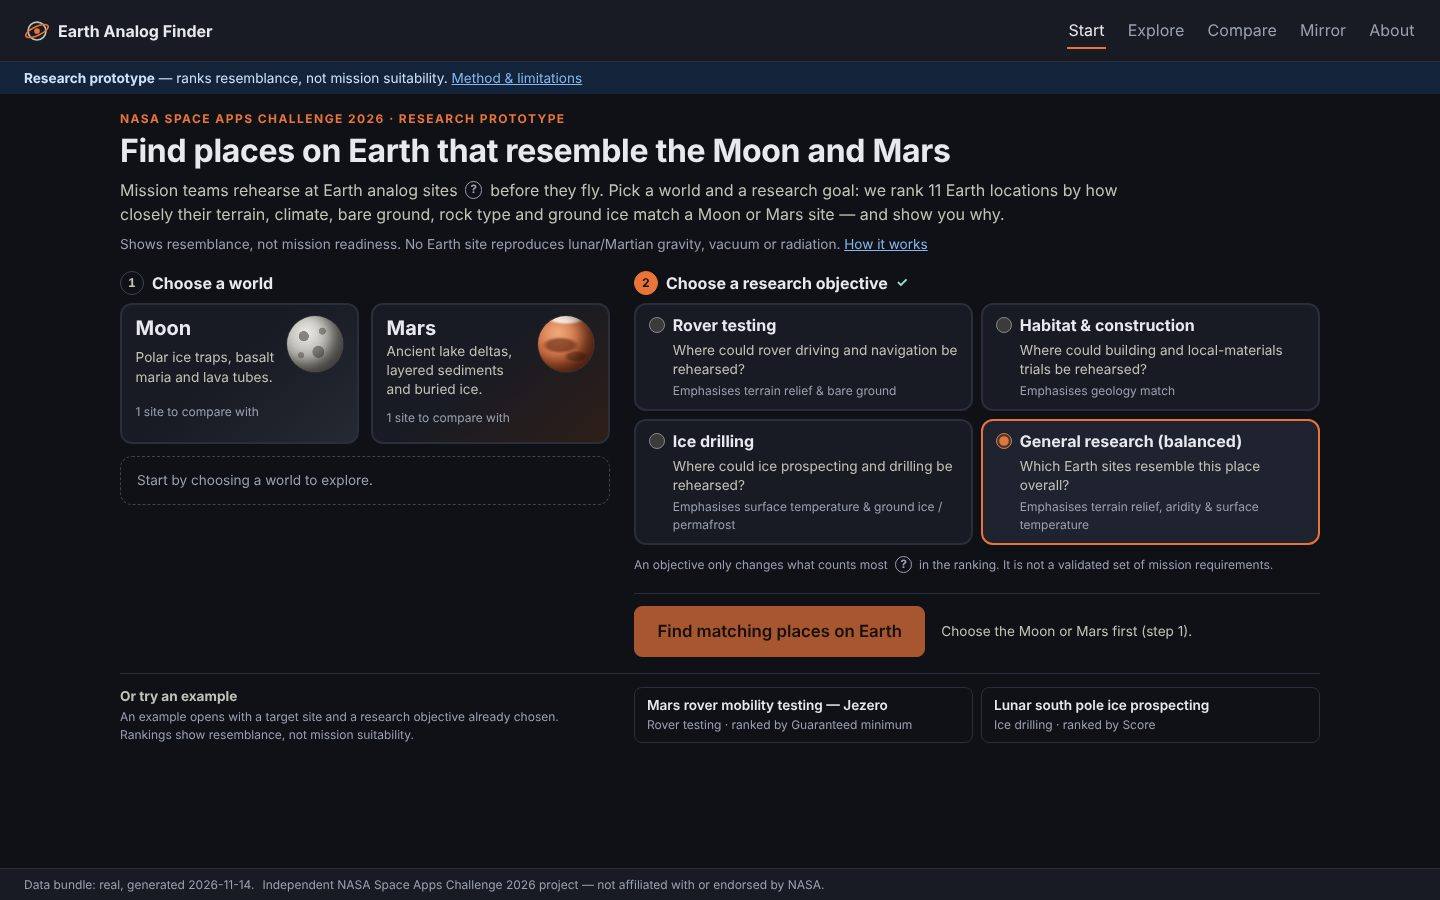 Earth Analog Finder
Start Explore Compare Mirror About
Research prototype — ranks resemblance, not mission suitability. Method & limitations
NASA SPACE APPS CHALLENGE 2026 · RESEARCH PROTOTYPE
Find places on Earth that resemble the Moon and Mars
Mission teams rehearse at Earth analog sites ? before they fly. Pick a world and a research goal: we rank 11 Earth locations by how
closely their terrain, climate, bare ground, rock type and ground ice match a Moon or Mars site — and show you why.
Shows resemblance, not mission readiness. No Earth site reproduces lunar/Martian gravity, vacuum or radiation. How it works
1 Choose a world
Moon
Polar ice traps, basalt
maria and lava tubes.
1 site to compare with
Mars
Ancient lake deltas,
layered sediments
and buried ice.
1 site to compare with
Start by choosing a world to explore.
2 Choose a research objective ✓
Rover testing
Where could rover driving and navigation be
rehearsed?
Emphasises terrain relief & bare ground
Habitat & construction
Where could building and local-materials
trials be rehearsed?
Emphasises geology match
Ice drilling
Where could ice prospecting and drilling be
rehearsed?
Emphasises surface temperature & ground ice /
permafrost
General research (balanced)
Which Earth sites resemble this place
overall?
Emphasises terrain relief, aridity & surface
temperature
An objective only changes what counts most ? in the ranking. It is not a validated set of mission requirements.
Find matching places on Earth
Choose the Moon or Mars first (step 1).
Or try an example
An example opens with a target site and a research objective already chosen.
Rankings show resemblance, not mission suitability.
Mars rover mobility testing — Jezero
Rover testing · ranked by Guaranteed minimum
Lunar south pole ice prospecting
Ice drilling · ranked by Score
Data bundle: real, generated 2026-11-14. Independent NASA Space Apps Challenge 2026 project — not affiliated with or endorsed by NASA.